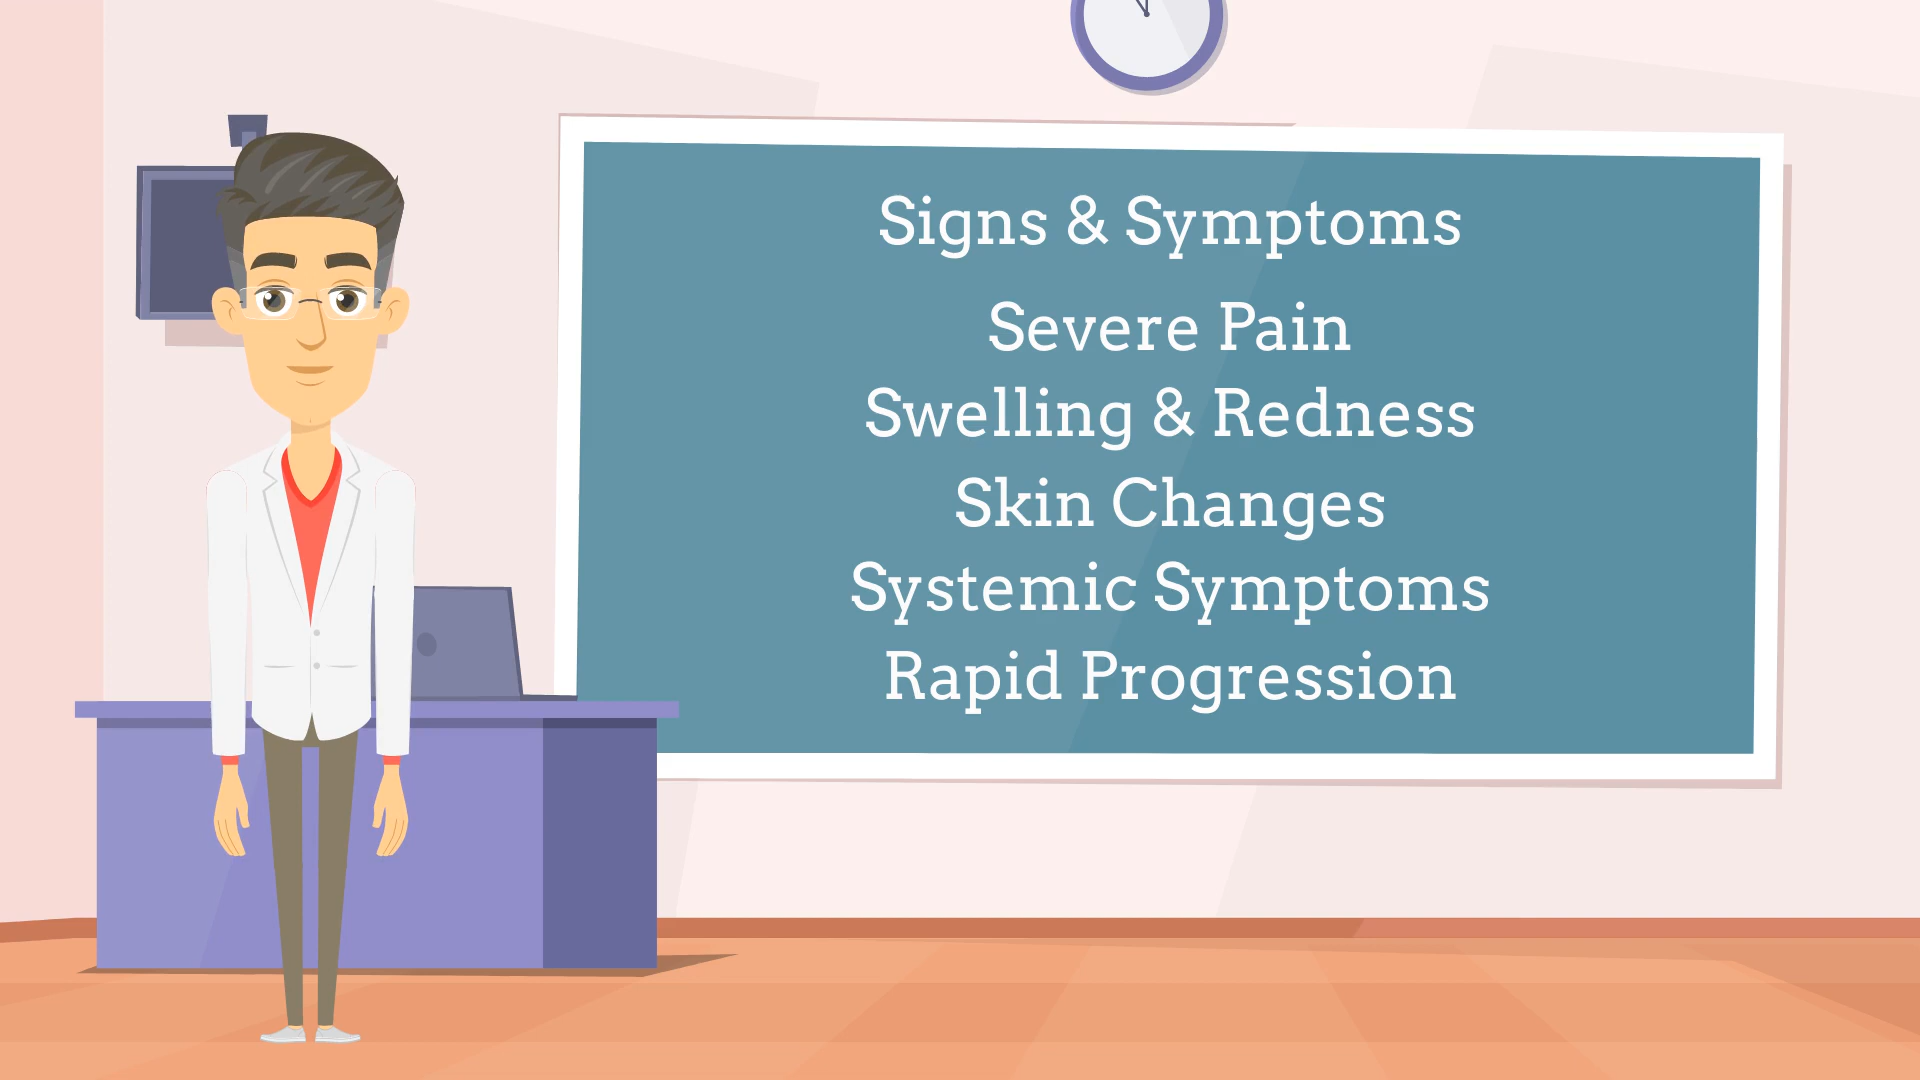 Signs & Symptoms
Severe Pain
Swelling & Redness
Skin Changes
Systemic Symptoms
Rapid Progression